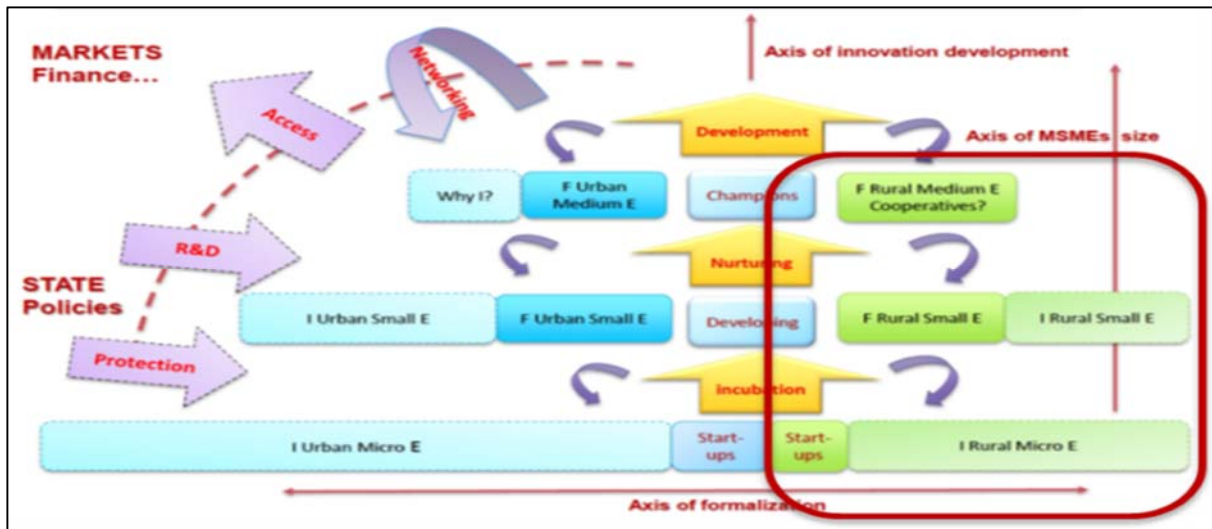 MARKETS
Finance...
Networking
Access
Axis of innovation development
Development
Axis of MSMEs size
Why I?
F Urban
Medium E
Champions
F Rural Medium E
Cooperatives?
R&D
Nurturing
STATE
Policies
I Urban Small E
F Urban Small E
Developing
F Rural Small E
I Rural Small E
Protection
incubation
I Urban Micro E
Start-
ups
Start-
ups
I Rural Micro E
Axis of formalization